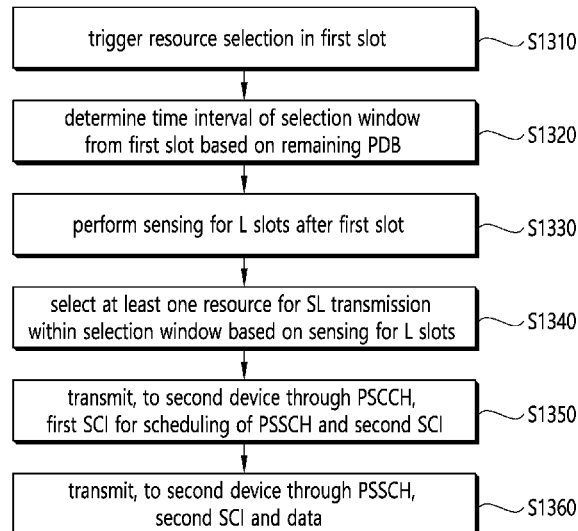 trigger resource selection in first slot
S1310
determine time interval of selection window
from first slot based on remaining PDB
S1320
perform sensing for L slots after first slot
S1330
select at least one resource for SL transmission
within selection window based on sensing for L slots
S1340
transmit, to second device through PSCCH,
first SCI for scheduling of PSSCH and second SCI
S1350
transmit, to second device through PSSCH,
second SCI and data
S1360